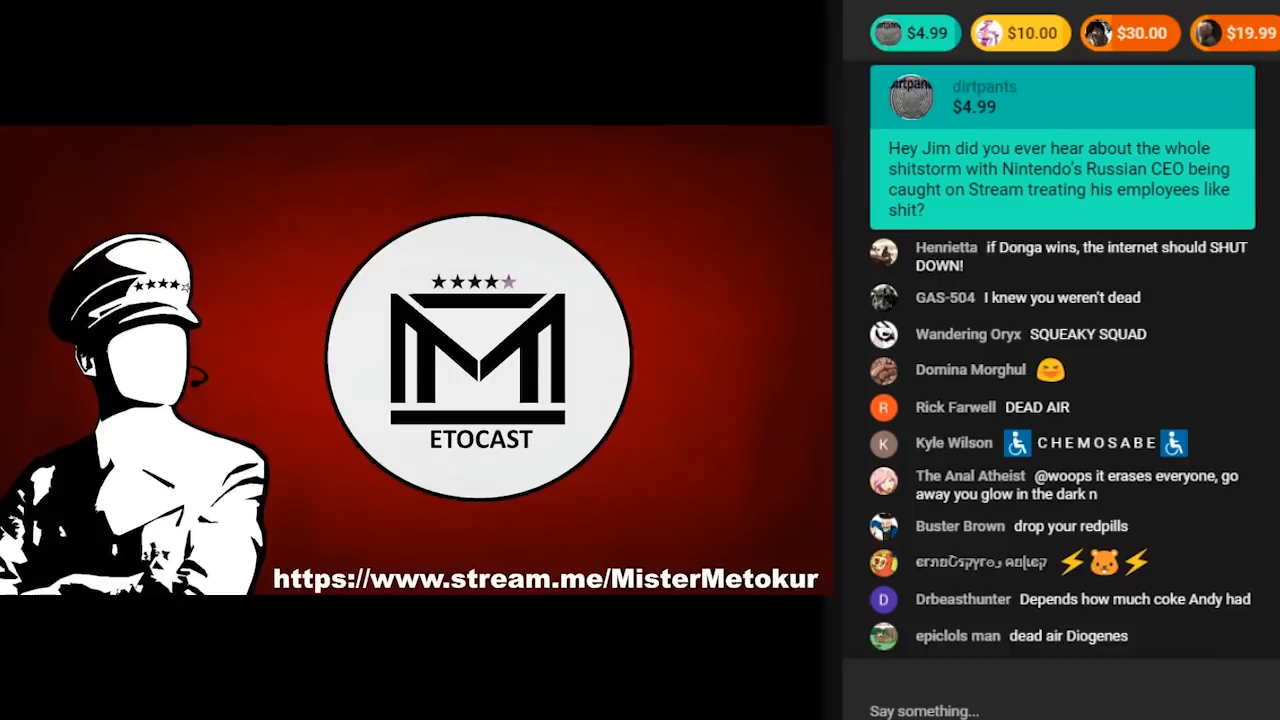 $4.99
$10.00
$30.00
$19.99
dirtpants
$4.99
Hey Jim did you ever hear about the whole
shitstorm with Nintendo's Russian CEO being
caught on Stream treating his employees like
shit?
Henrietta if Donga wins, the internet should SHUT
DOWN!
GAS-504 I knew you weren't dead
Wandering Oryx SQUEAKY SQUAD
Domina Morghul
R Rick Farwell DEAD AIR
K Kyle Wilson ♿ C H E M O S A B E ♿
The Anal Atheist @woops it erases everyone, go
away you glow in the dark n
Buster Brown drop your redpills
D Drbeasthunter Depends how much coke Andy had
epiclols man dead air Diogenes
Say something...
★★★★★
M
ETOCAST
https://www.stream.me/MisterMetokur